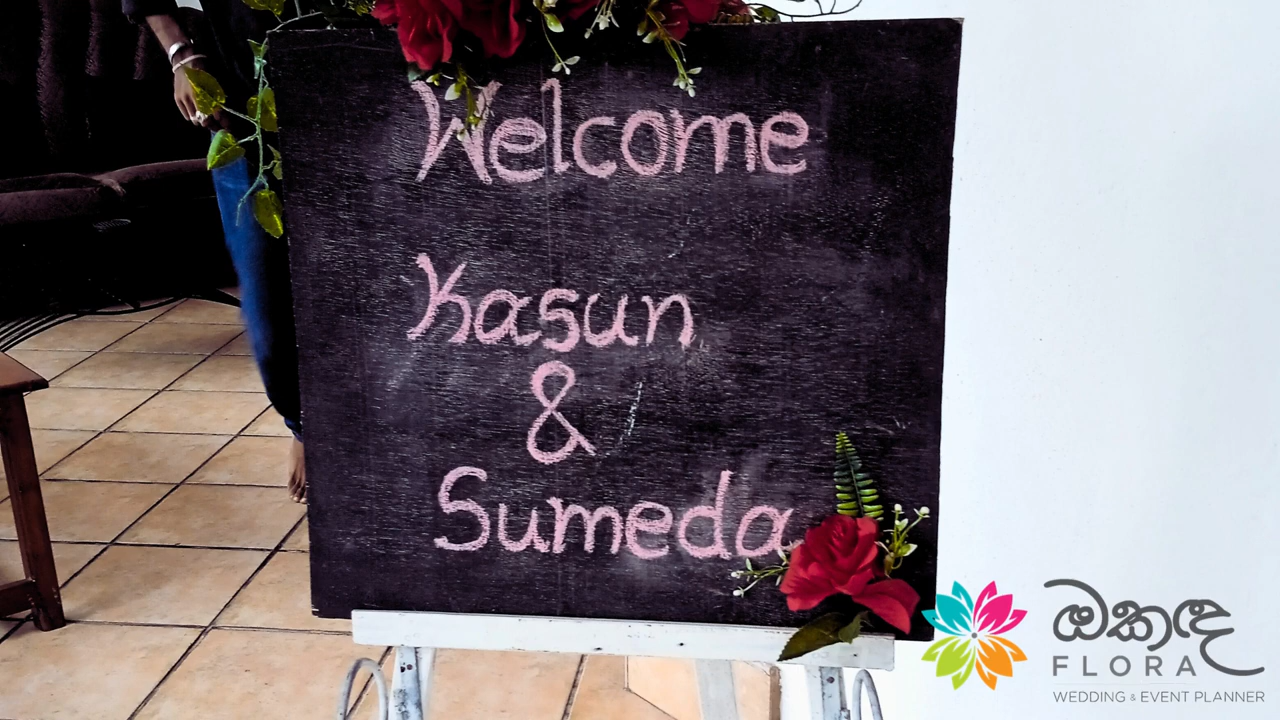 Welcome
Kasun
&
Sumeda
ඔකඳ
FLORA
WEDDING & EVENT PLANNER